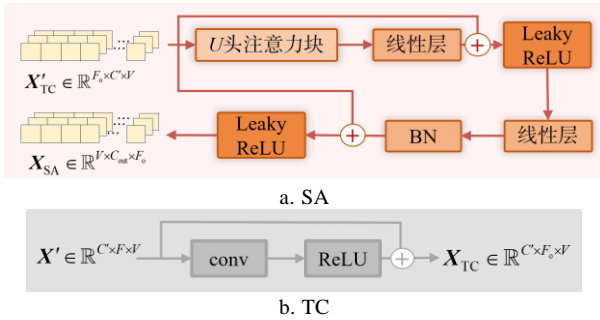 U头注意力块
线性层
+
Leaky
ReLU
X′_TC ∈ ℝ^{F_o×C′×V}
Leaky
ReLU
+
BN
线性层
X_SA ∈ ℝ^{V×C_out×F_o}
a. SA
X′ ∈ ℝ^{C′×F×V}
conv
ReLU
+
X_TC ∈ ℝ^{C′×F_o×V}
b. TC